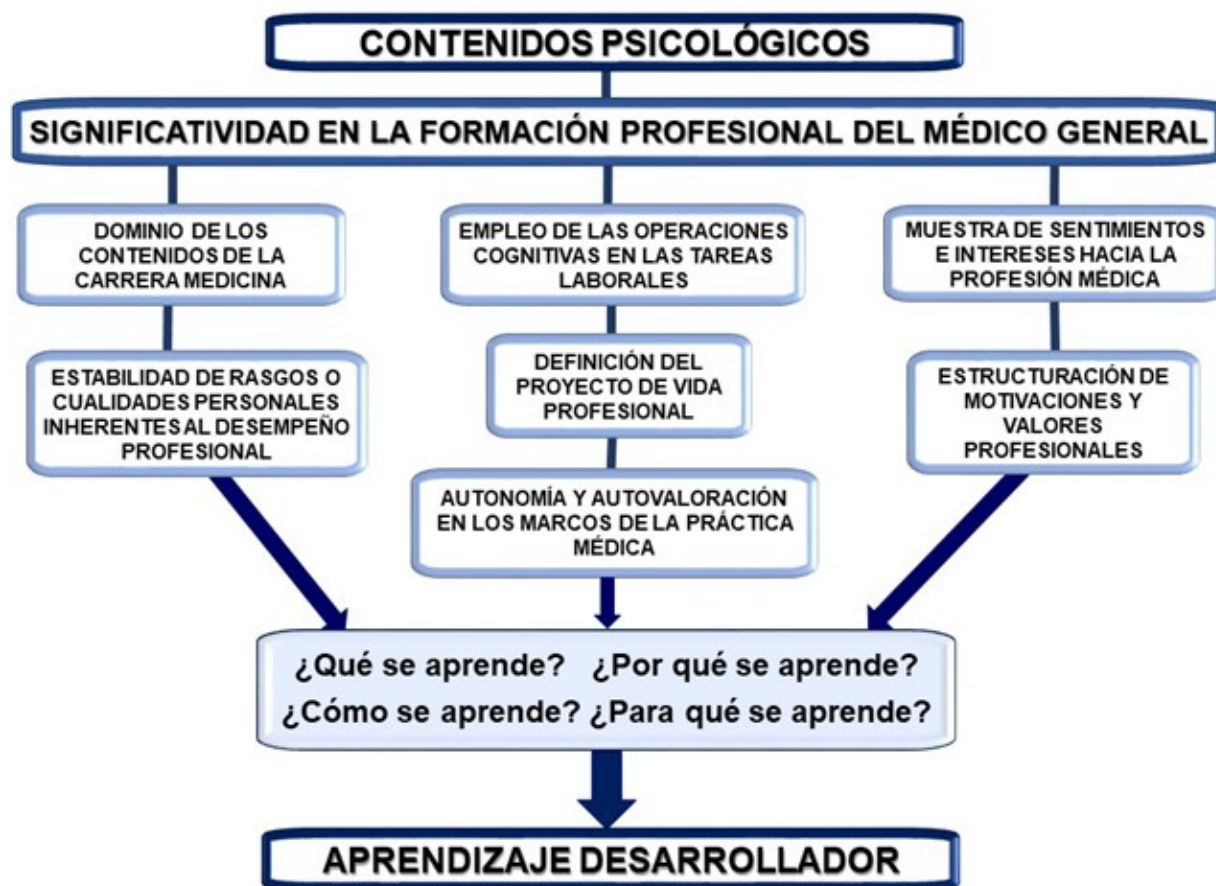 CONTENIDOS PSICOLÓGICOS
SIGNIFICATIVIDAD EN LA FORMACIÓN PROFESIONAL DEL MÉDICO GENERAL
DOMINIO DE LOS
CONTENIDOS DE LA
CARRERA MEDICINA
EMPLEO DE LAS OPERACIONES
COGNITIVAS EN LAS TAREAS
LABORALES
MUESTRA DE SENTIMIENTOS
E INTERESES HACIA LA
PROFESIÓN MÉDICA
ESTABILIDAD DE RASGOS O
CUALIDADES PERSONALES
INHERENTES AL DESEMPEÑO
PROFESIONAL
DEFINICIÓN DEL
PROYECTO DE VIDA
PROFESIONAL
ESTRUCTURACIÓN DE
MOTIVACIONES Y
VALORES
PROFESIONALES
AUTONOMÍA Y AUTOVALORACIÓN
EN LOS MARCOS DE LA PRÁCTICA
MÉDICA
¿Qué se aprende? ¿Por qué se aprende?
¿Cómo se aprende? ¿Para qué se aprende?
APRENDIZAJE DESARROLLADOR